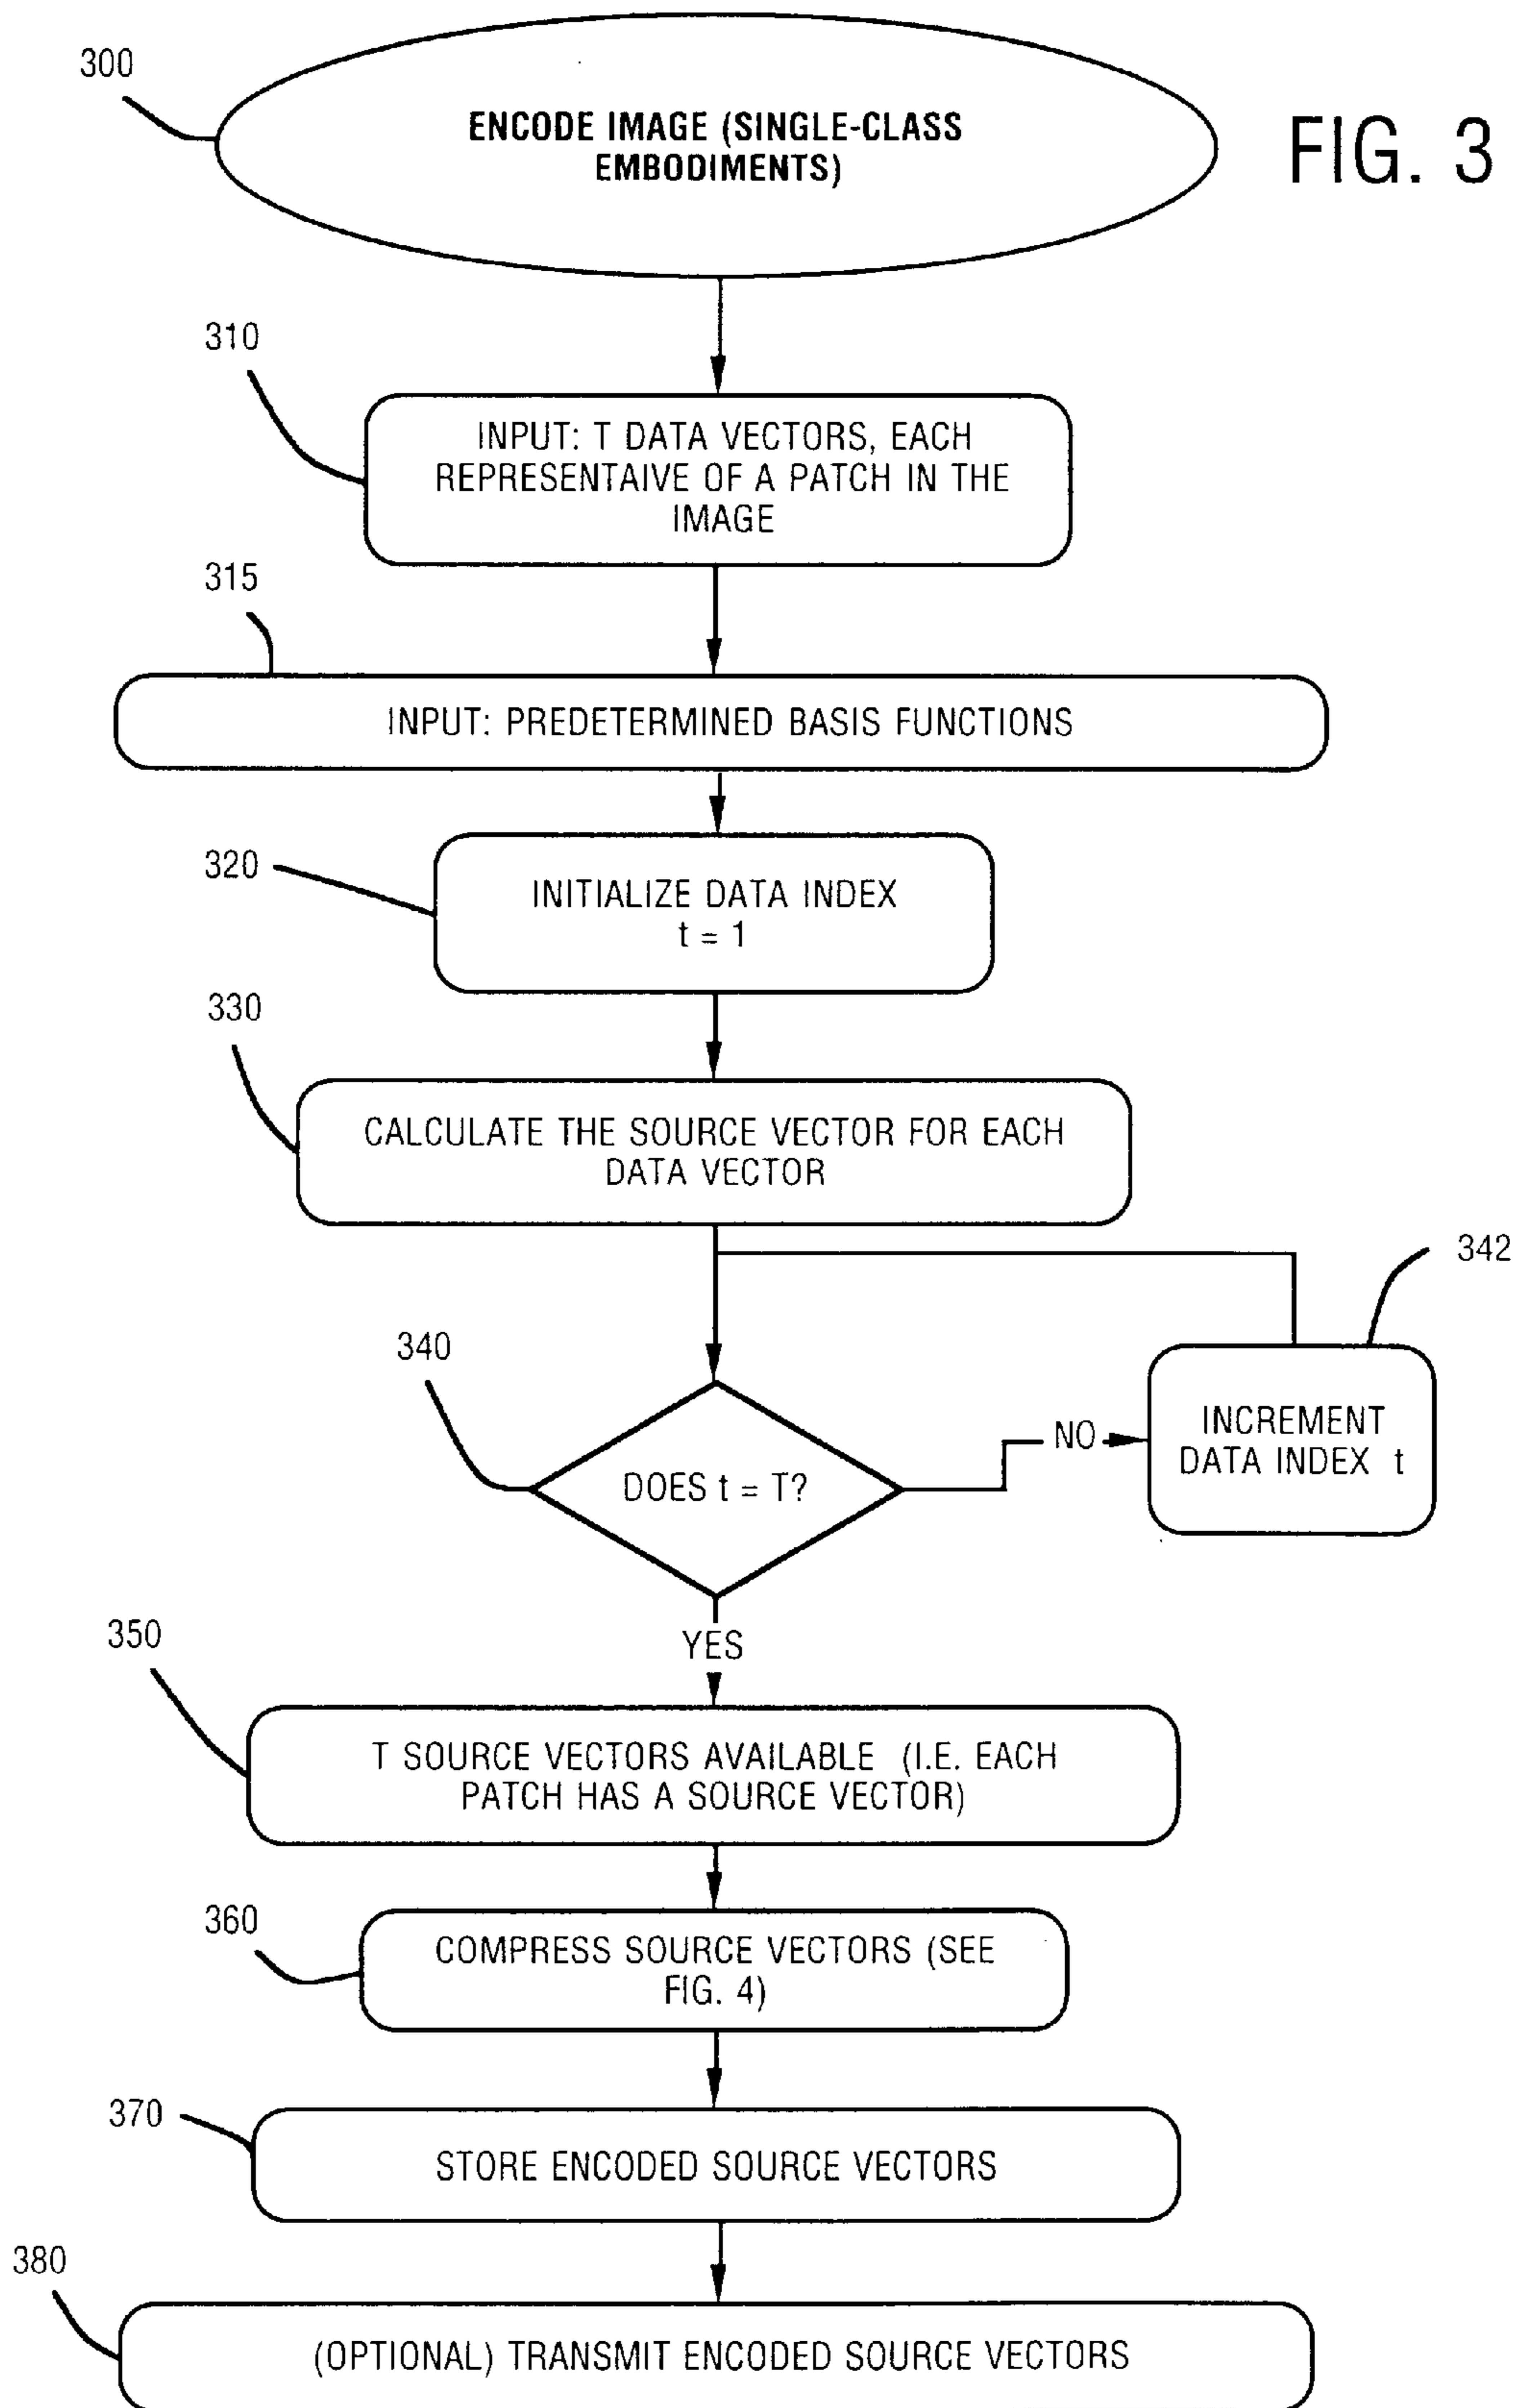 300
ENCODE IMAGE (SINGLE-CLASS
EMBODIMENTS)
FIG. 3
310
INPUT: T DATA VECTORS, EACH
REPRESENTAIVE OF A PATCH IN THE
IMAGE
315
INPUT: PREDETERMINED BASIS FUNCTIONS
320
INITIALIZE DATA INDEX
t = 1
330
CALCULATE THE SOURCE VECTOR FOR EACH
DATA VECTOR
342
340
INCREMENT
DATA INDEX t
NO
DOES t = T?
YES
350
T SOURCE VECTORS AVAILABLE (I.E. EACH
PATCH HAS A SOURCE VECTOR)
360
COMPRESS SOURCE VECTORS (SEE
FIG. 4)
370
STORE ENCODED SOURCE VECTORS
380
(OPTIONAL) TRANSMIT ENCODED SOURCE VECTORS